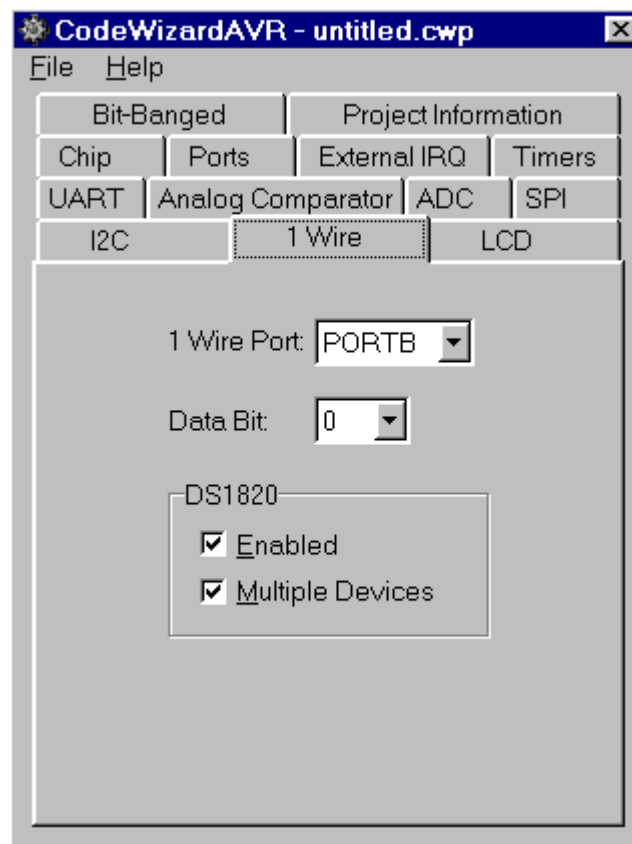 CodeWizardAVR - untitled.cwp
File Help
Bit-Banged Project Information
Chip Ports External IRQ Timers
UART Analog Comparator ADC SPI
I2C 1 Wire LCD
1 Wire Port: PORTB
Data Bit: 0
DS1820
Enabled
Multiple Devices